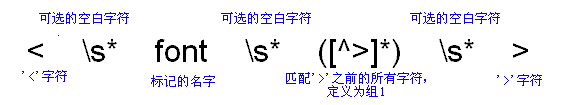 可选的空白字符 可选的空白字符 可选的空白字符
< \s* font \s* ([^>]*) \s* >
'<'字符 标记的名字 匹配'>'之前的所有字符， '>'字符
定义为组1